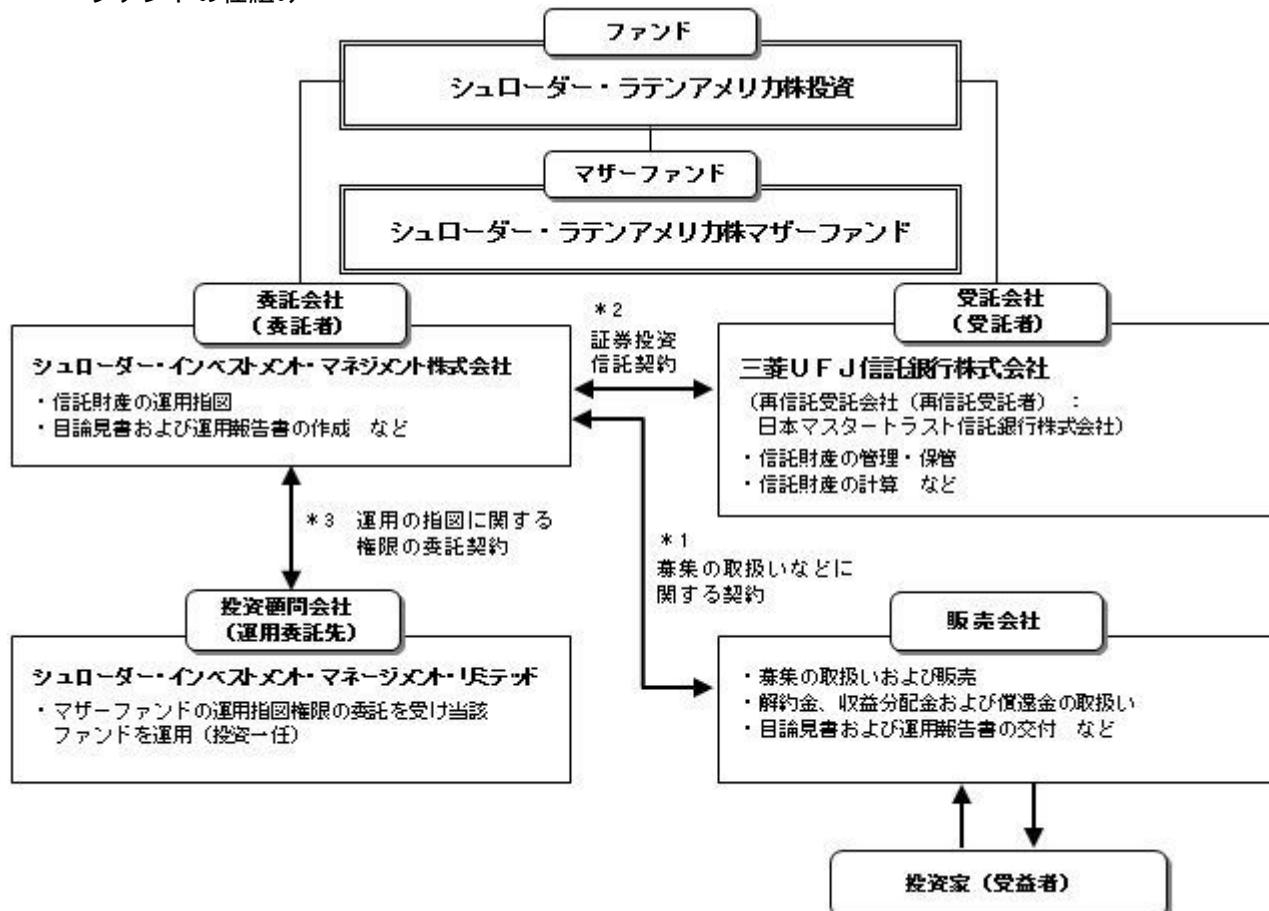 ファンドの仕組み
ファンド
シュローダー・ラテンアメリカ株投資
マザーファンド
シュローダー・ラテンアメリカ株マザーファンド
委託会社
(委託者)
シュローダー・インベストメント・マネジメント株式会社
・信託財産の運用指図
・目論見書および運用報告書の作成 など
*2
証券投資
信託契約
受託会社
(受託者)
三菱UFJ信託銀行株式会社
(再信託受託会社(再信託受託者) :
日本マスタートラスト信託銀行株式会社)
・信託財産の管理・保管
・信託財産の計算 など
*3 運用の指図に関する
権限の委託契約
*1
募集の取扱いなどに
関する契約
投資顧問会社
(運用委託先)
シュローダー・インベストメント・マネージメント・リミテッド
・マザーファンドの運用指図権限の委託を受け当該
ファンドを運用(投資一任)
販売会社
・募集の取扱いおよび販売
・解約金、収益分配金および償還金の取扱い
・目論見書および運用報告書の交付 など
投資家(受益者)